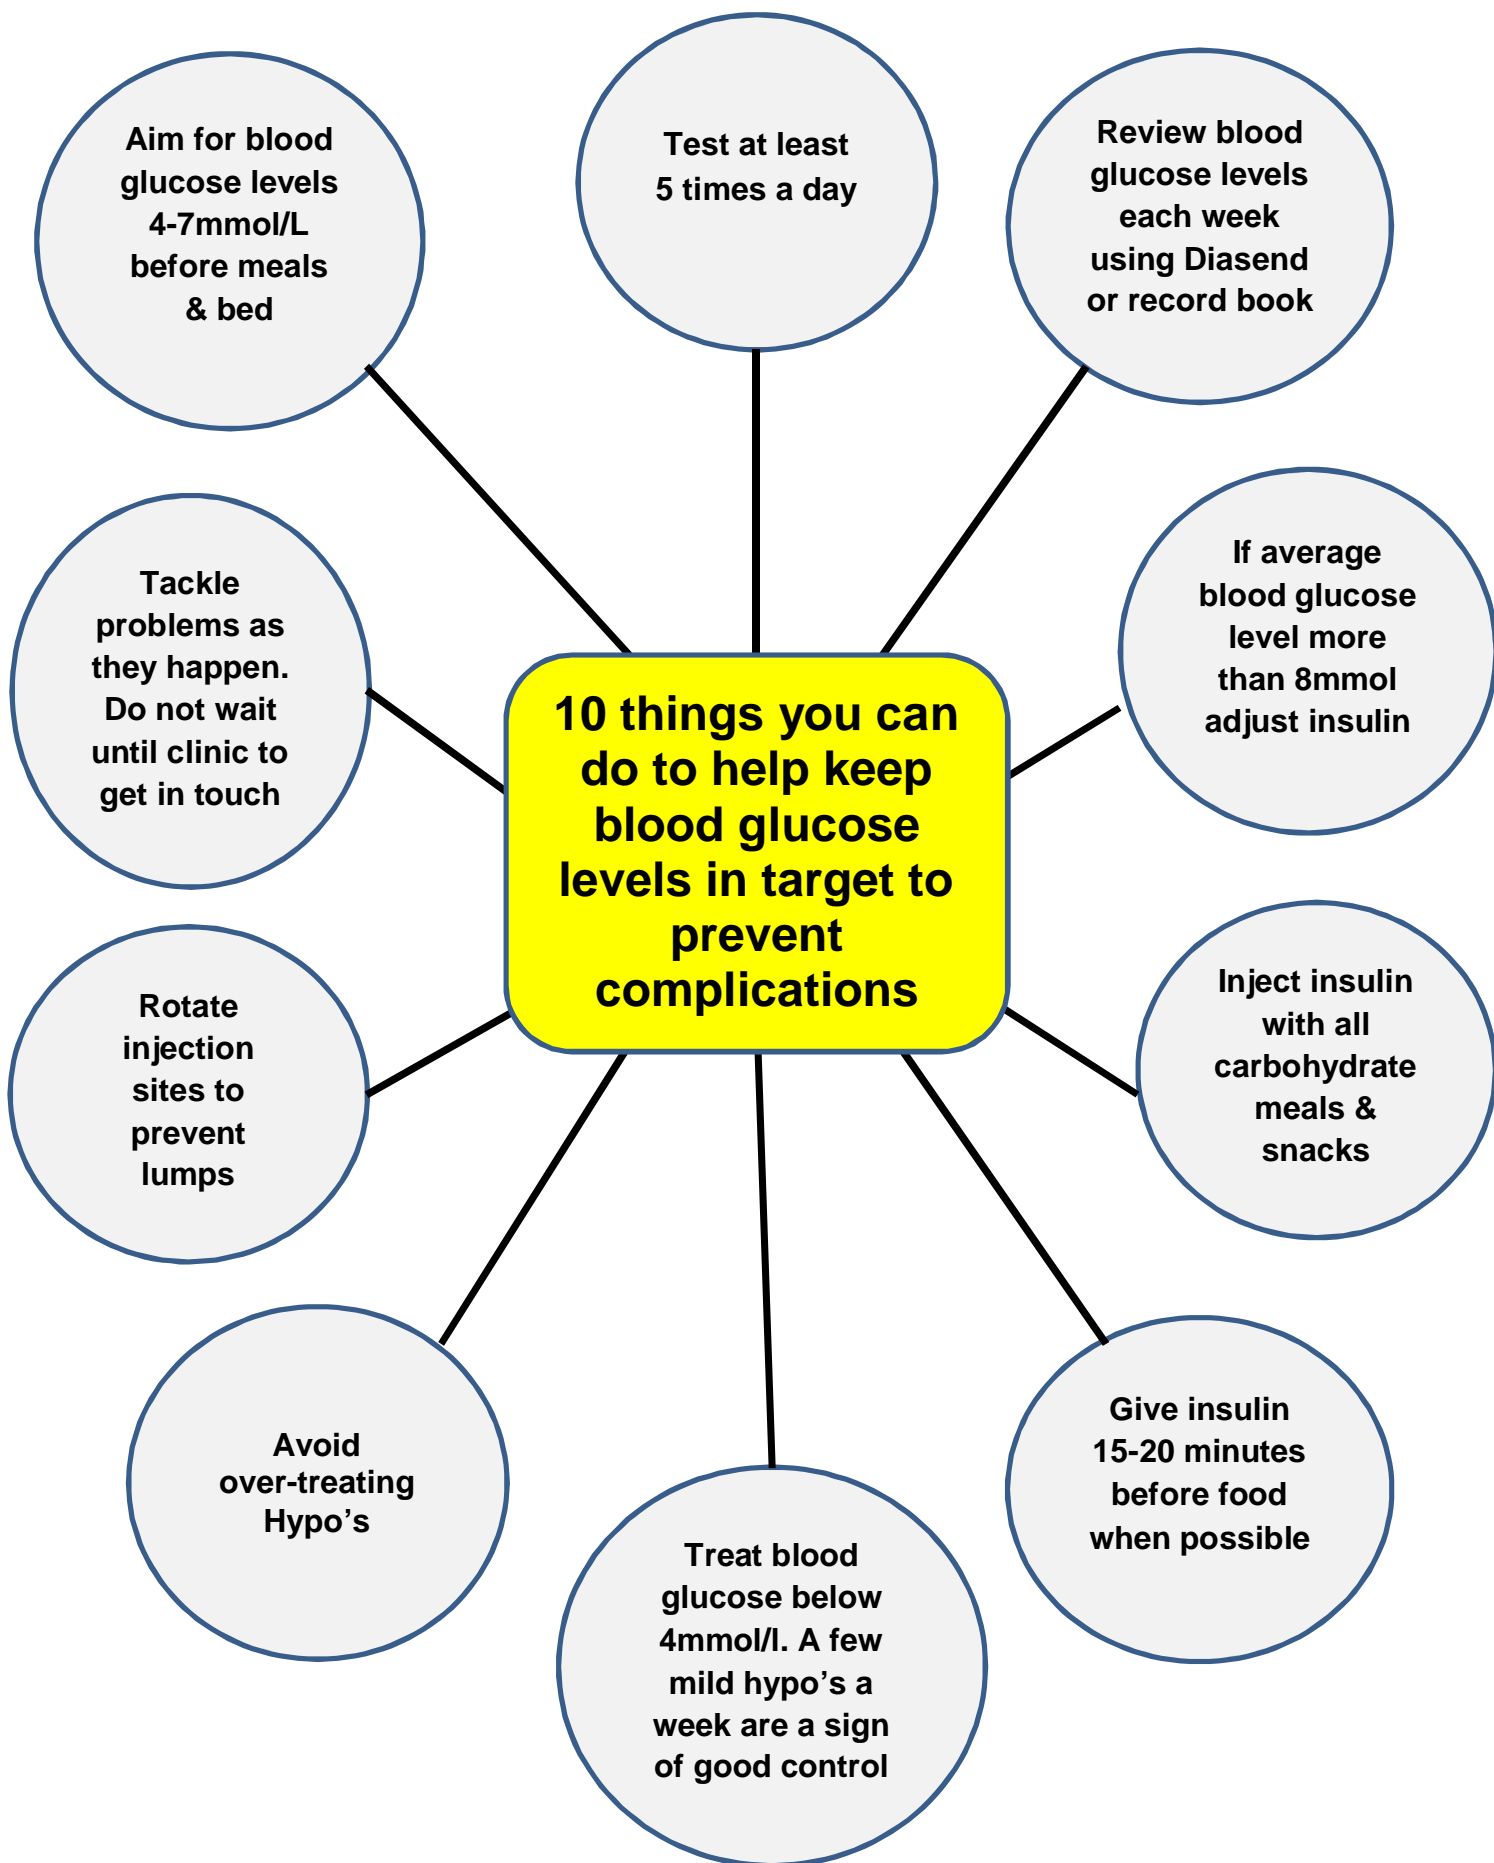 Aim for blood
glucose levels
4-7mmol/L
before meals
& bed
Test at least
5 times a day
Review blood
glucose levels
each week
using Diasend
or record book
If average
blood glucose
level more
than 8mmol
adjust insulin
Tackle
problems as
they happen.
Do not wait
until clinic to
get in touch
10 things you can
do to help keep
blood glucose
levels in target to
prevent
complications
Inject insulin
with all
carbohydrate
meals &
snacks
Rotate
injection
sites to
prevent
lumps
Give insulin
15-20 minutes
before food
when possible
Avoid
over-treating
Hypo’s
Treat blood
glucose below
4mmol/l. A few
mild hypo’s a
week are a sign
of good control